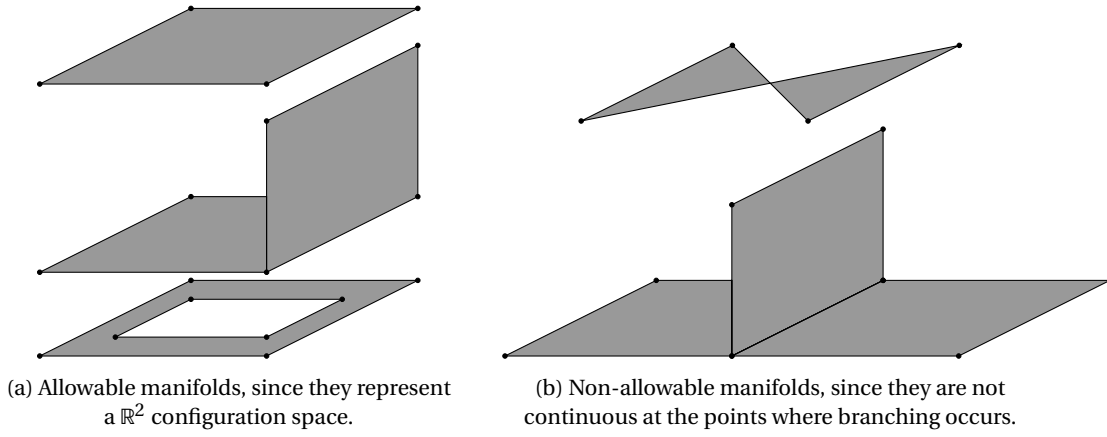 (a) Allowable manifolds, since they represent
a ℝ² configuration space.
(b) Non-allowable manifolds, since they are not
continuous at the points where branching occurs.